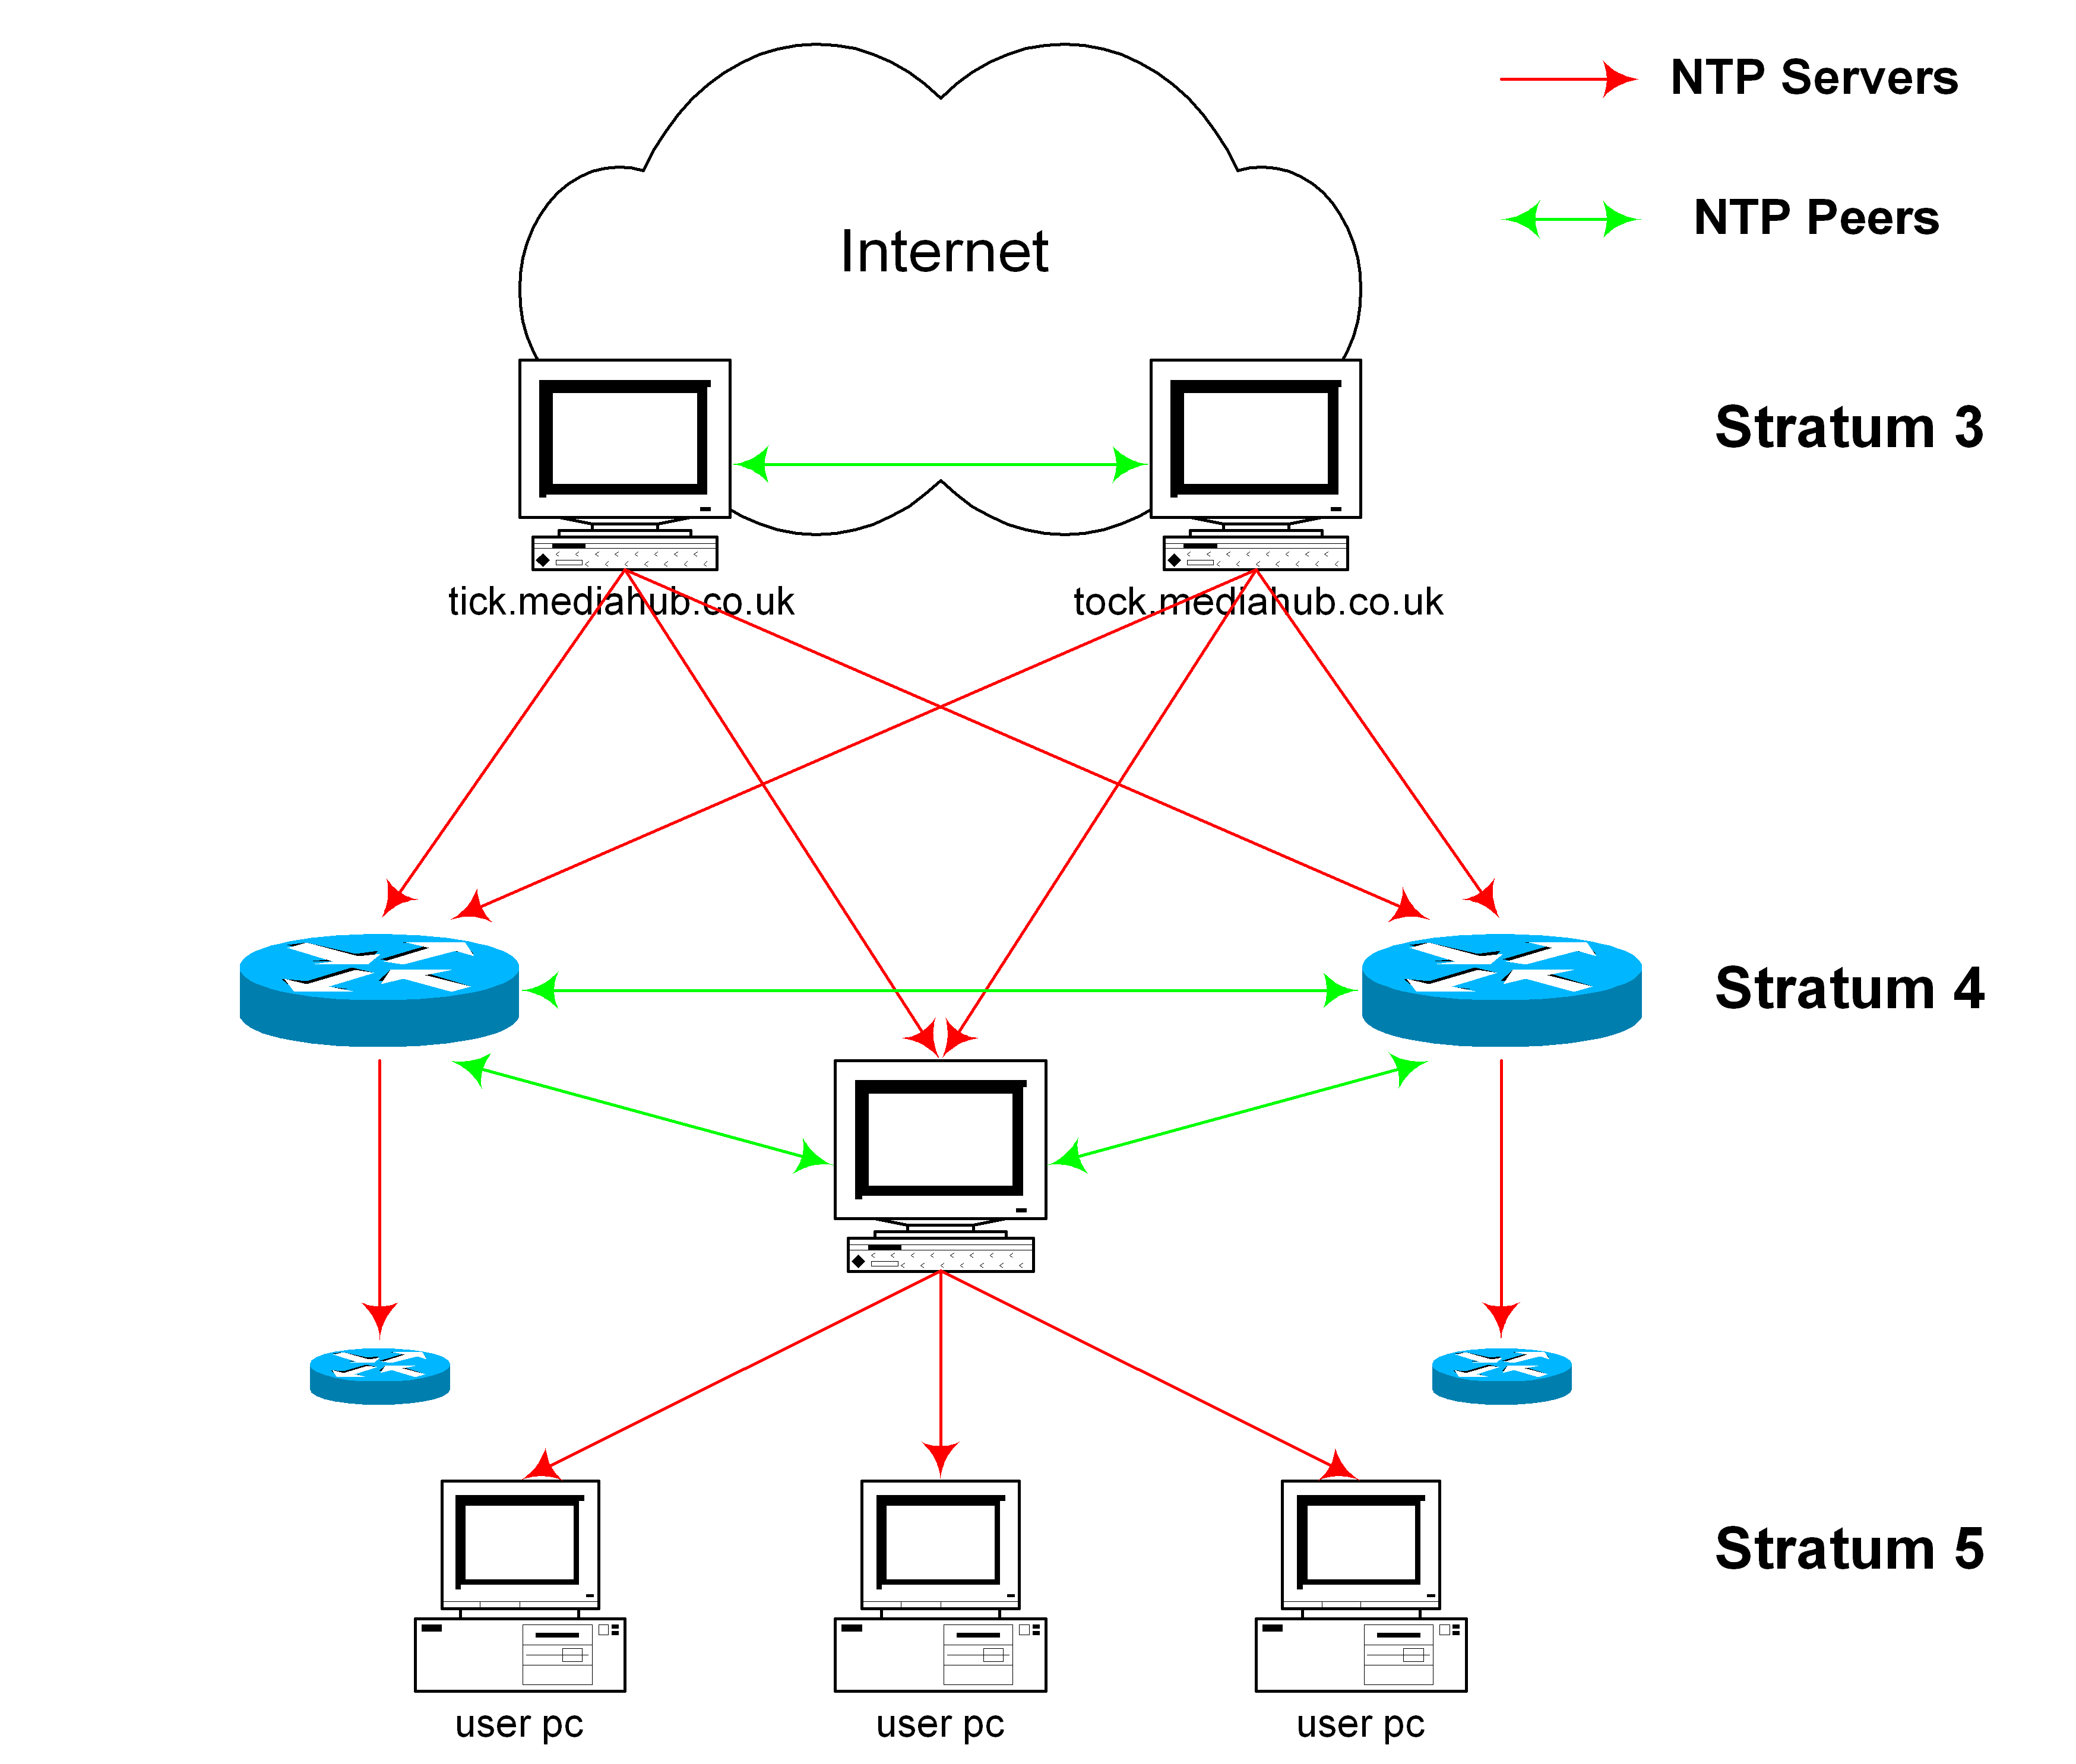 NTP Servers
NTP Peers
Internet
Stratum 3
tick.mediahub.co.uk
tock.mediahub.co.uk
Stratum 4
Stratum 5
user pc
user pc
user pc